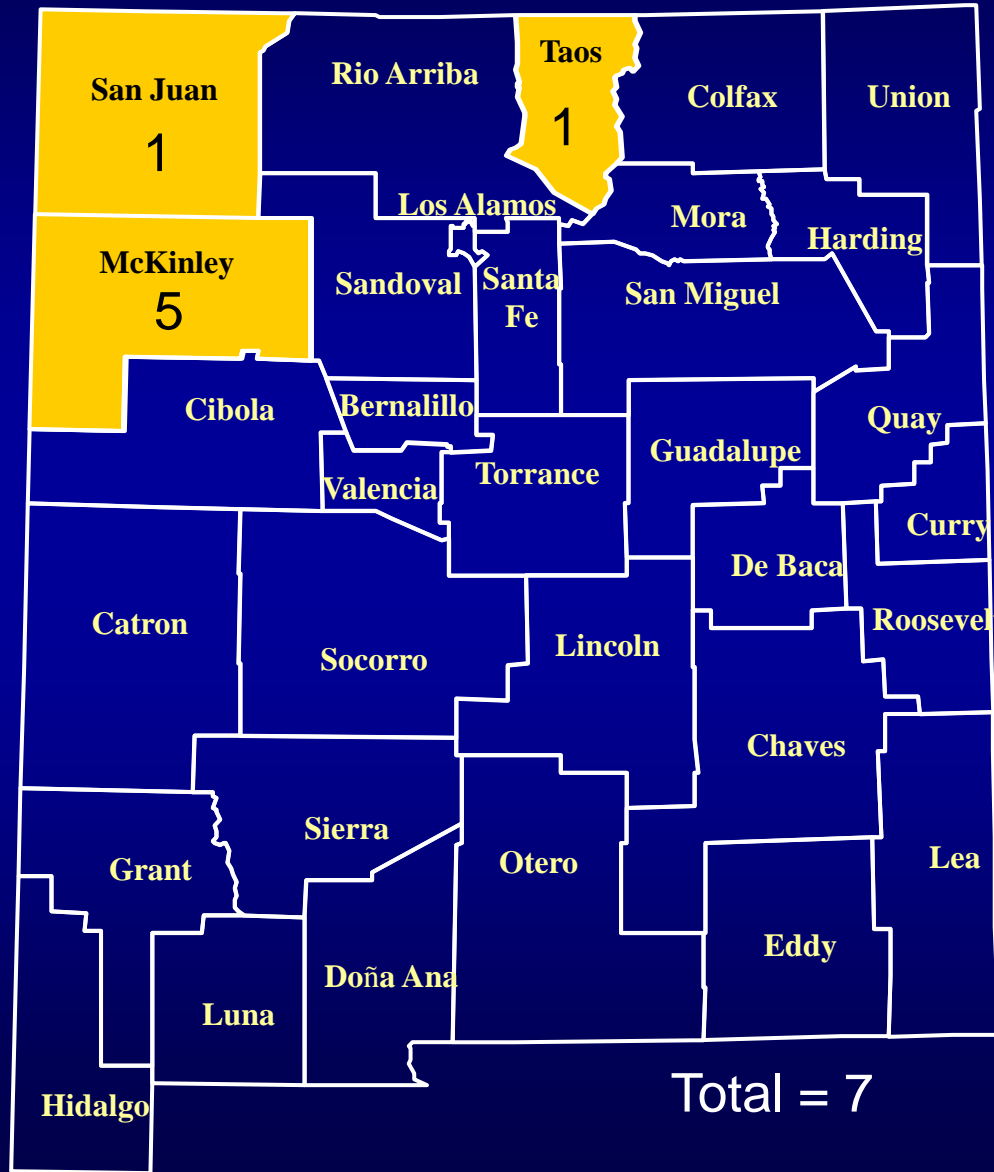 San Juan
1
Rio Arriba
Taos
1
Colfax
Union
Los Alamos
Mora
Harding
McKinley
5
Sandoval
Santa
Fe
San Miguel
Cibola
Bernalillo
Quay
Guadalupe
Torrance
Valencia
Curry
De Baca
Catron
Roosevel
Socorro
Lincoln
Chaves
Sierra
Grant
Otero
Lea
Eddy
Doña Ana
Luna
Hidalgo
Total = 7